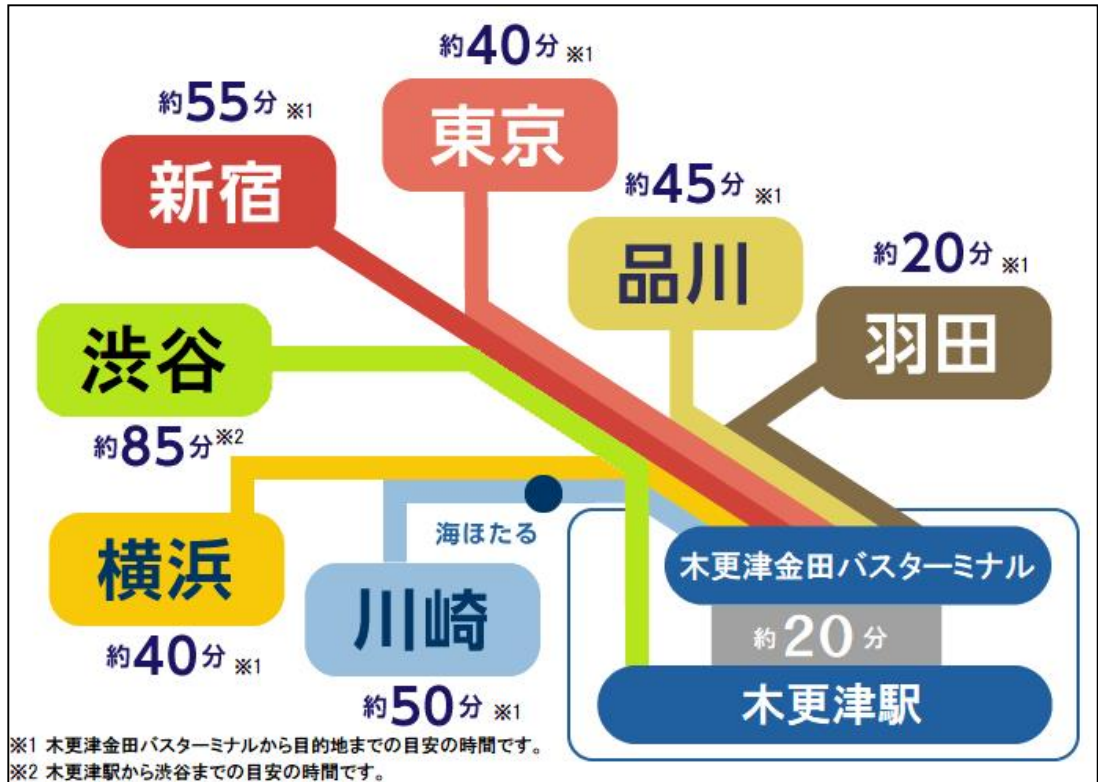 約40分 ※1
東京
約55分 ※1
新宿
約45分 ※1
品川
約20分 ※1
羽田
渋谷
約85分※2
海ほたる
横浜
約40分 ※1
川崎
約50分 ※1
木更津金田バスターミナル
約20分
木更津駅
※1 木更津金田バスターミナルから目的地までの目安の時間です。
※2 木更津駅から渋谷までの目安の時間です。